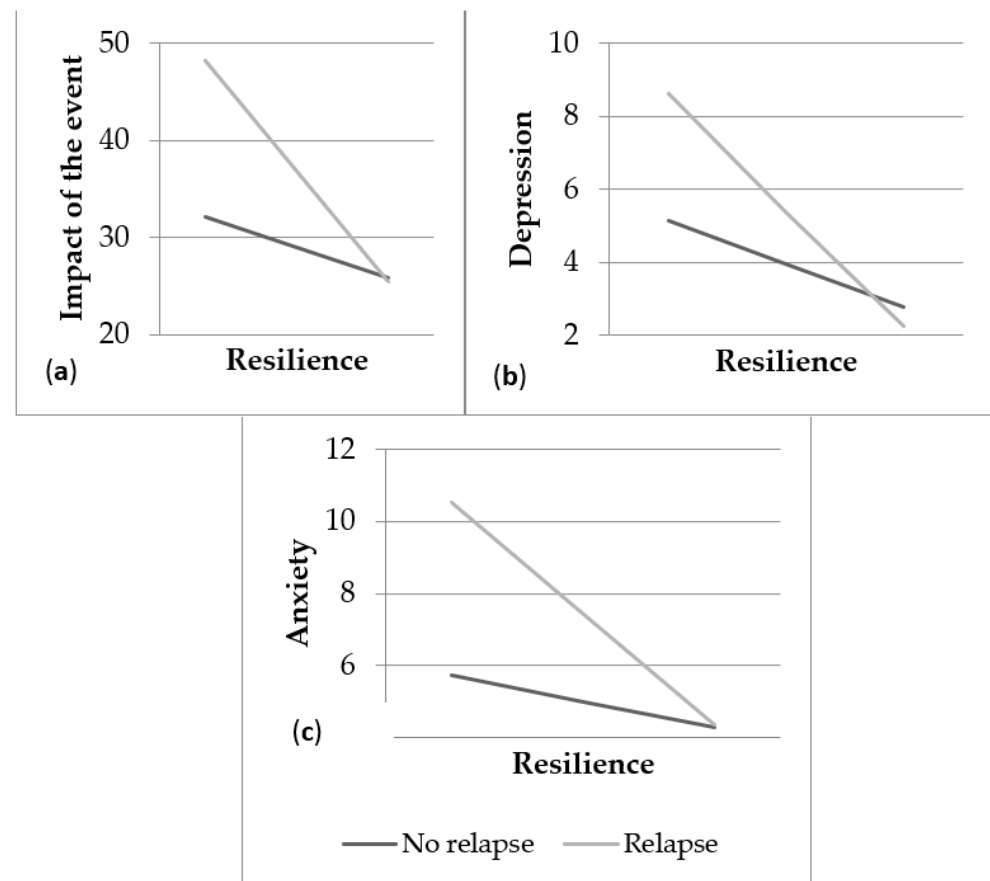 50
40
30
20
Impact of the event
Resilience
(a)
10
8
6
4
2
Depression
Resilience
(b)
12
10
8
6
Anxiety
Resilience
(c)
No relapse
Relapse